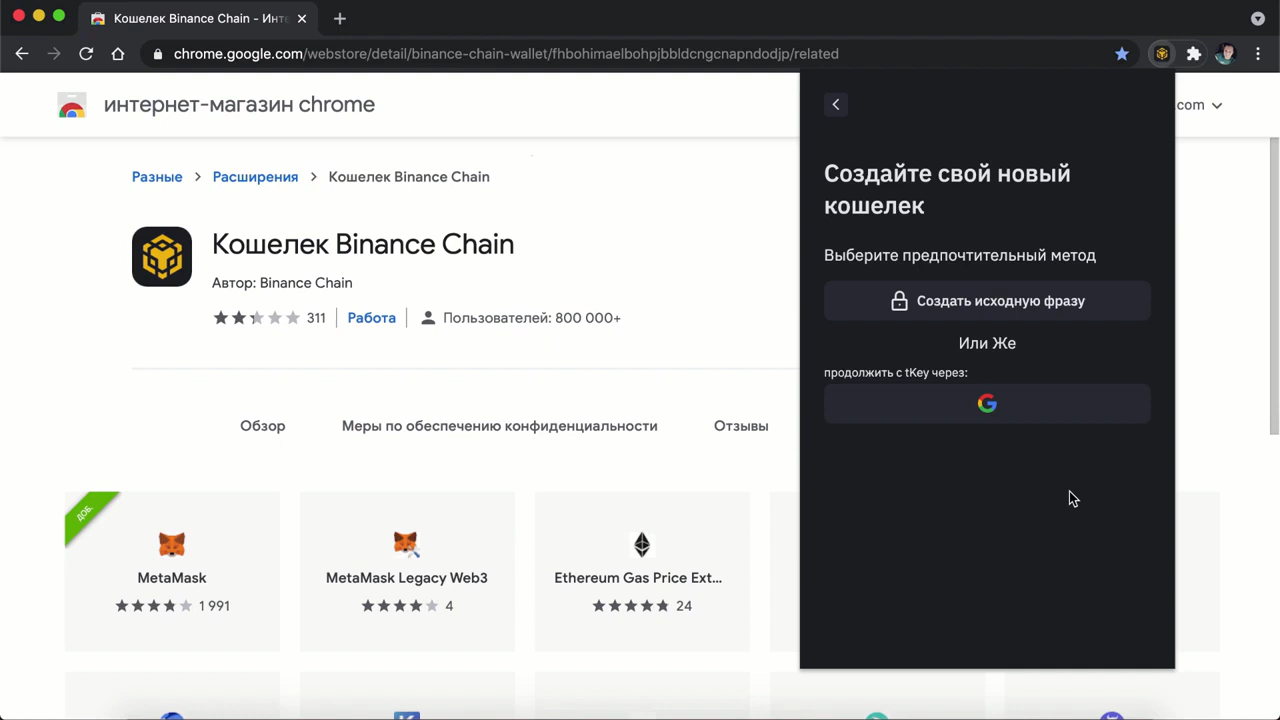 Кошелек Binance Chain - Инте
chrome.google.com/webstore/detail/binance-chain-wallet/fhbohimaelbohpjbbldcngcnapndodjp/related
интернет-магазин chrome
com
Разные > Расширения > Кошелек Binance Chain
Кошелек Binance Chain
Автор: Binance Chain
311 Работа Пользователей: 800 000+
Обзор Меры по обеспечению конфиденциальности Отзывы
ДОБ.
MetaMask
1 991
MetaMask Legacy Web3
4
Ethereum Gas Price Ext...
24
Создайте свой новый
кошелек
Выберите предпочтительный метод
Создать исходную фразу
Или Же
продолжить с tKey через: